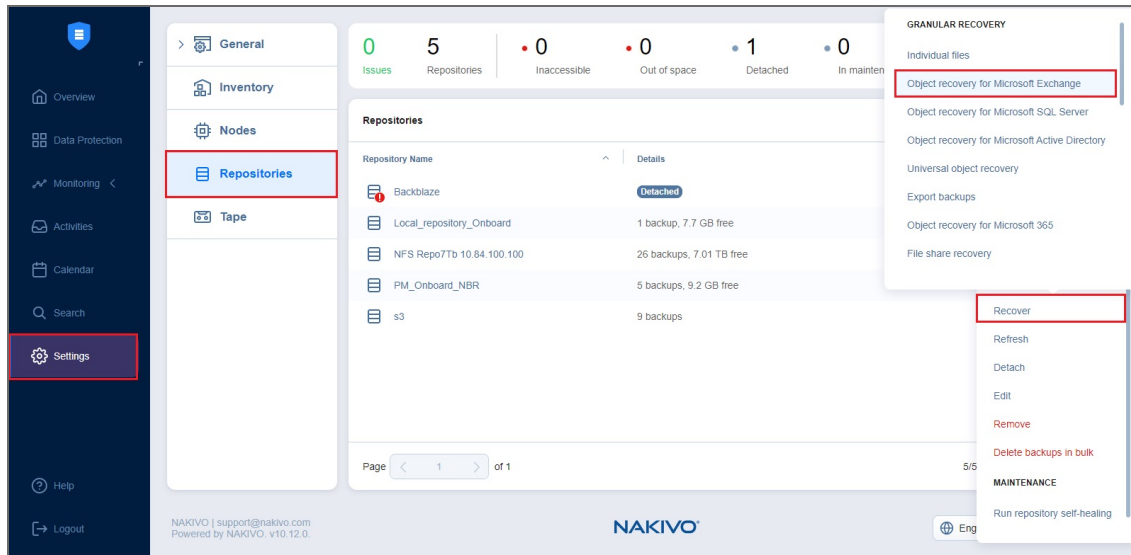 Overview
Data Protection
Monitoring
Activities
Calendar
Search
Settings
Help
Logout
General
Inventory
Nodes
Repositories
Tape
NAKIVO | support@nakivo.com
Powered by NAKIVO. v10.12.0.
0 5 0 0 1 0
Issues Repositories Inaccessible Out of space Detached In mainten
Repositories
Repository Name Details
Backblaze Detached
Local_repository_Onboard 1 backup, 7.7 GB free
NFS Repo7Tb 10.84.100.100 26 backups, 7.01 TB free
PM_Onboard_NBR 5 backups, 9.2 GB free
s3 9 backups
Page 1 of 1 5/5
NAKIVO®
Eng
GRANULAR RECOVERY
Individual files
Object recovery for Microsoft Exchange
Object recovery for Microsoft SQL Server
Object recovery for Microsoft Active Directory
Universal object recovery
Export backups
Object recovery for Microsoft 365
File share recovery
Recover
Refresh
Detach
Edit
Remove
Delete backups in bulk
MAINTENANCE
Run repository self-healing